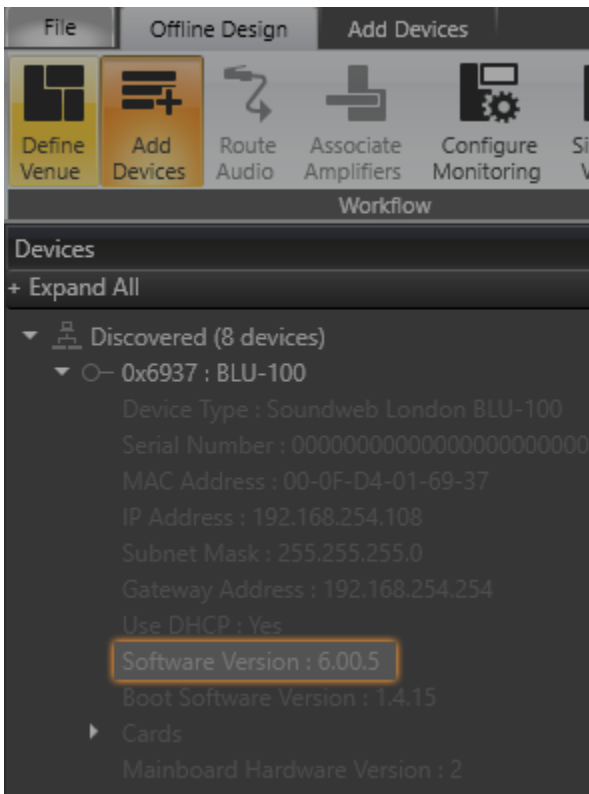 File Offline Design Add Devices
Define Venue
Add Devices
Route Audio
Associate Amplifiers
Configure Monitoring
Workflow
Devices
+ Expand All
Discovered (8 devices)
0x6937 : BLU-100
Device Type : Soundweb London BLU-100
Serial Number : 00000000000000000000000
MAC Address : 00-0F-D4-01-69-37
IP Address : 192.168.254.108
Subnet Mask : 255.255.255.0
Gateway Address : 192.168.254.254
Use DHCP : Yes
Software Version : 6.00.5
Boot Software Version : 1.4.15
Cards
Mainboard Hardware Version : 2